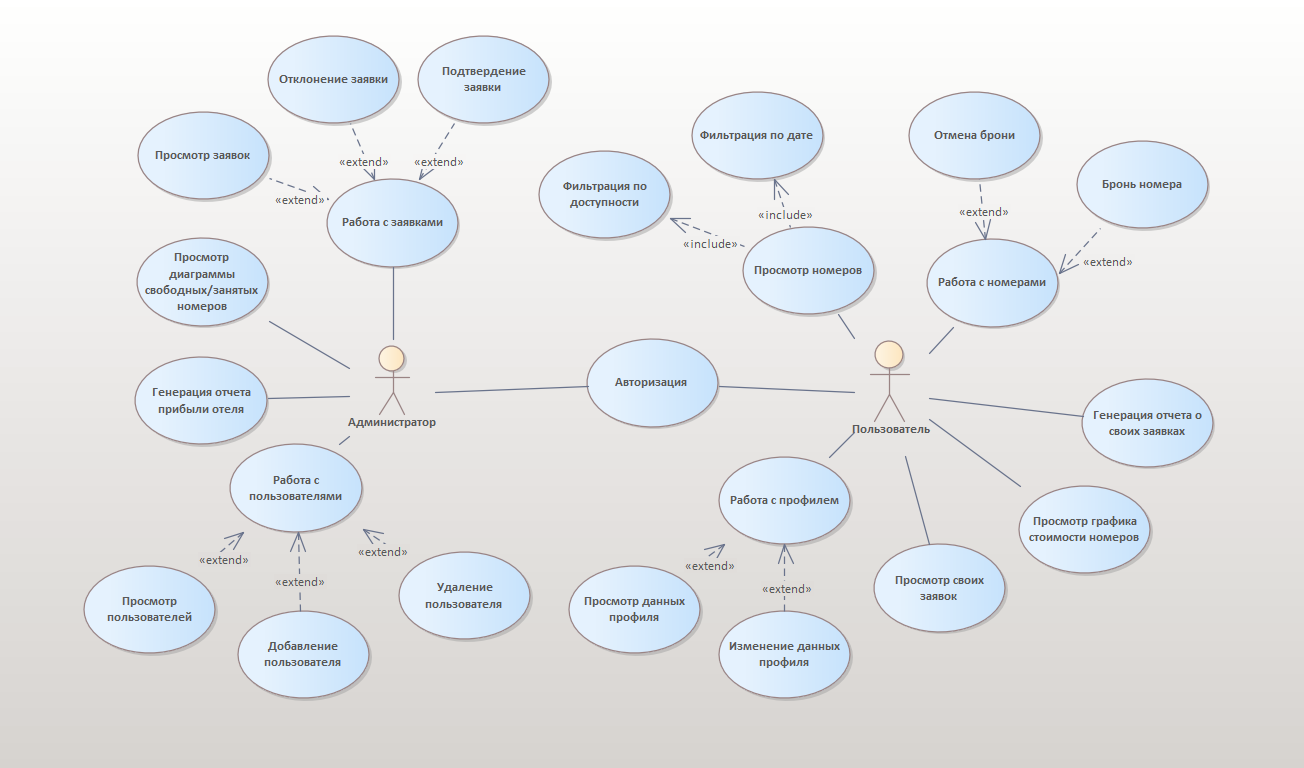 Отклонение заявки
Подтвердение
заявки
Просмотр заявок
«extend»
«extend»
«extend»
Работа с заявками
Просмотр
диаграммы
свободных/занятых
номеров
Генерация отчета
прибыли отеля
Администратор
Работа с
пользователями
«extend»
«extend»
«extend»
Просмотр
пользователей
Добавление
пользователя
Удаление
пользователя
Авторизация
Фильтрация по дате
Фильтрация по
доступности
«include»
«include»
Просмотр номеров
Отмена брони
Бронь номера
«extend»
«extend»
Работа с номерами
Пользователь
Генерация отчета о
своих заявках
Просмотр графика
стоимости номеров
Просмотр своих
заявок
Работа с профилем
«extend»
«extend»
Просмотр данных
профиля
Изменение данных
профиля